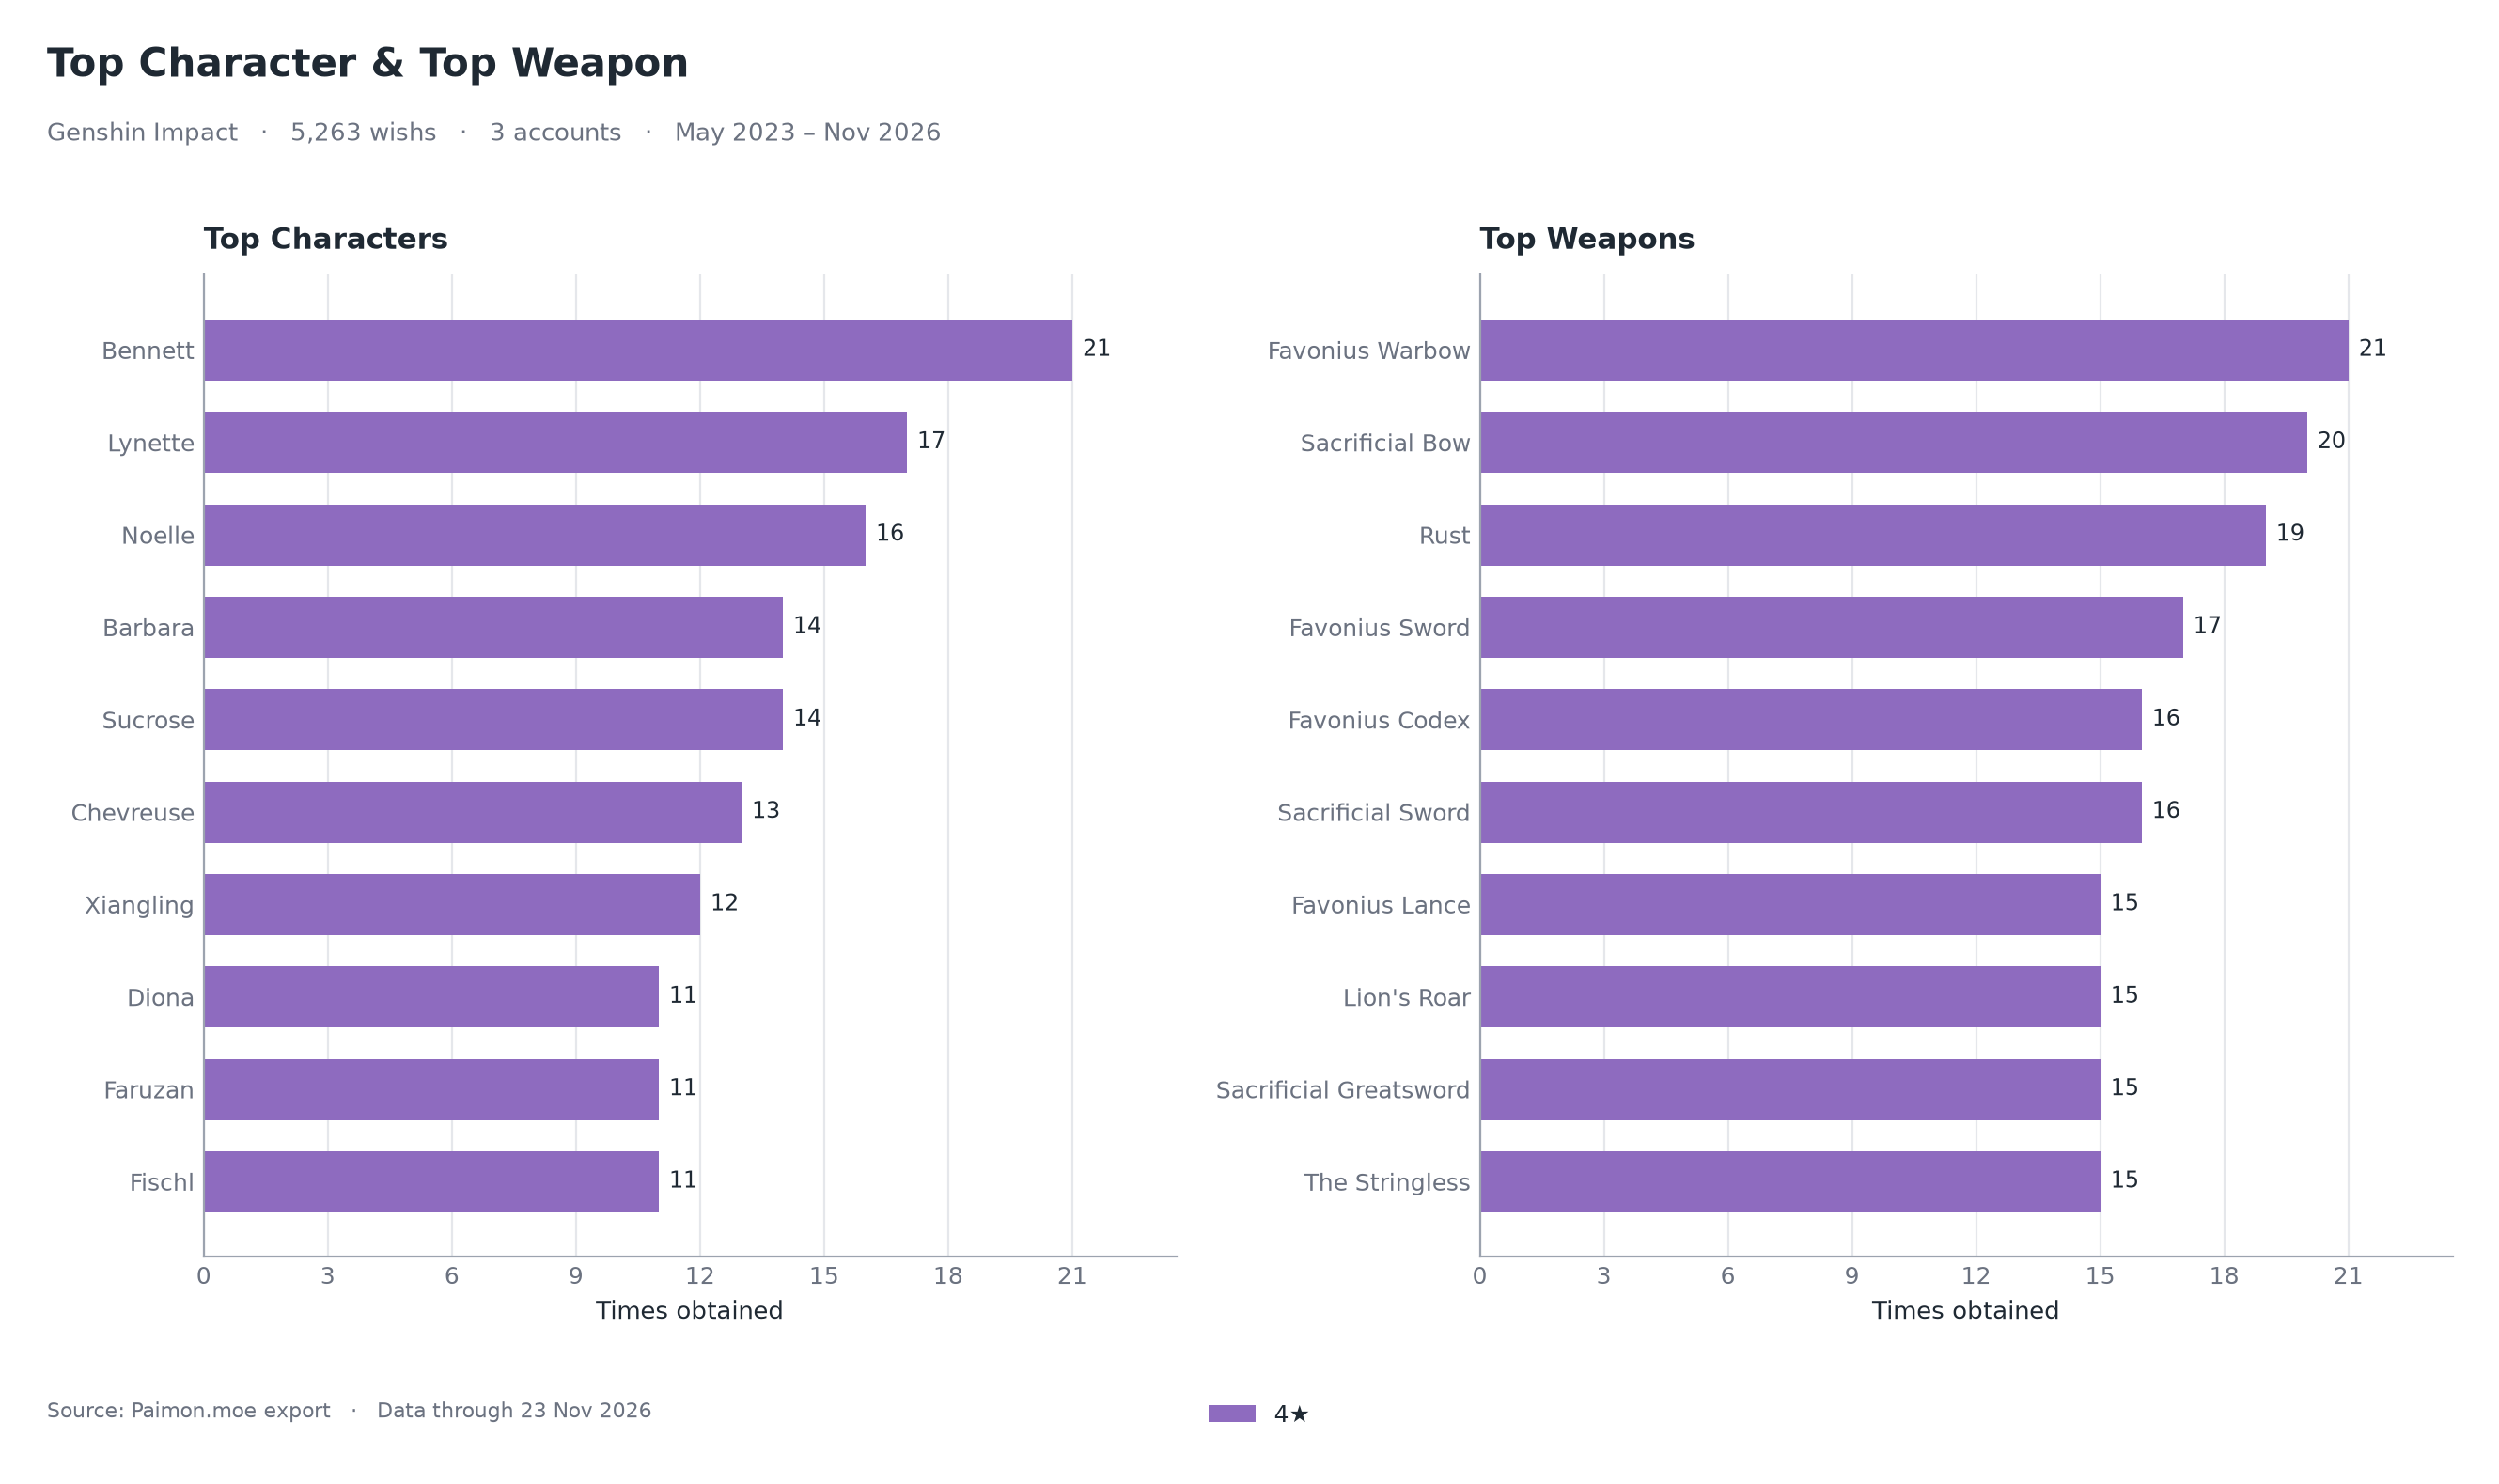 Top Character & Top Weapon
Genshin Impact · 5,263 wishs · 3 accounts · May 2023 – Nov 2026
Top Characters
Bennett 21
Lynette 17
Noelle 16
Barbara 14
Sucrose 14
Chevreuse 13
Xiangling 12
Diona 11
Faruzan 11
Fischl 11
0 3 6 9 12 15 18 21
Times obtained
Top Weapons
Favonius Warbow 21
Sacrificial Bow 20
Rust 19
Favonius Sword 17
Favonius Codex 16
Sacrificial Sword 16
Favonius Lance 15
Lion's Roar 15
Sacrificial Greatsword 15
The Stringless 15
0 3 6 9 12 15 18 21
Times obtained
Source: Paimon.moe export · Data through 23 Nov 2026
4★